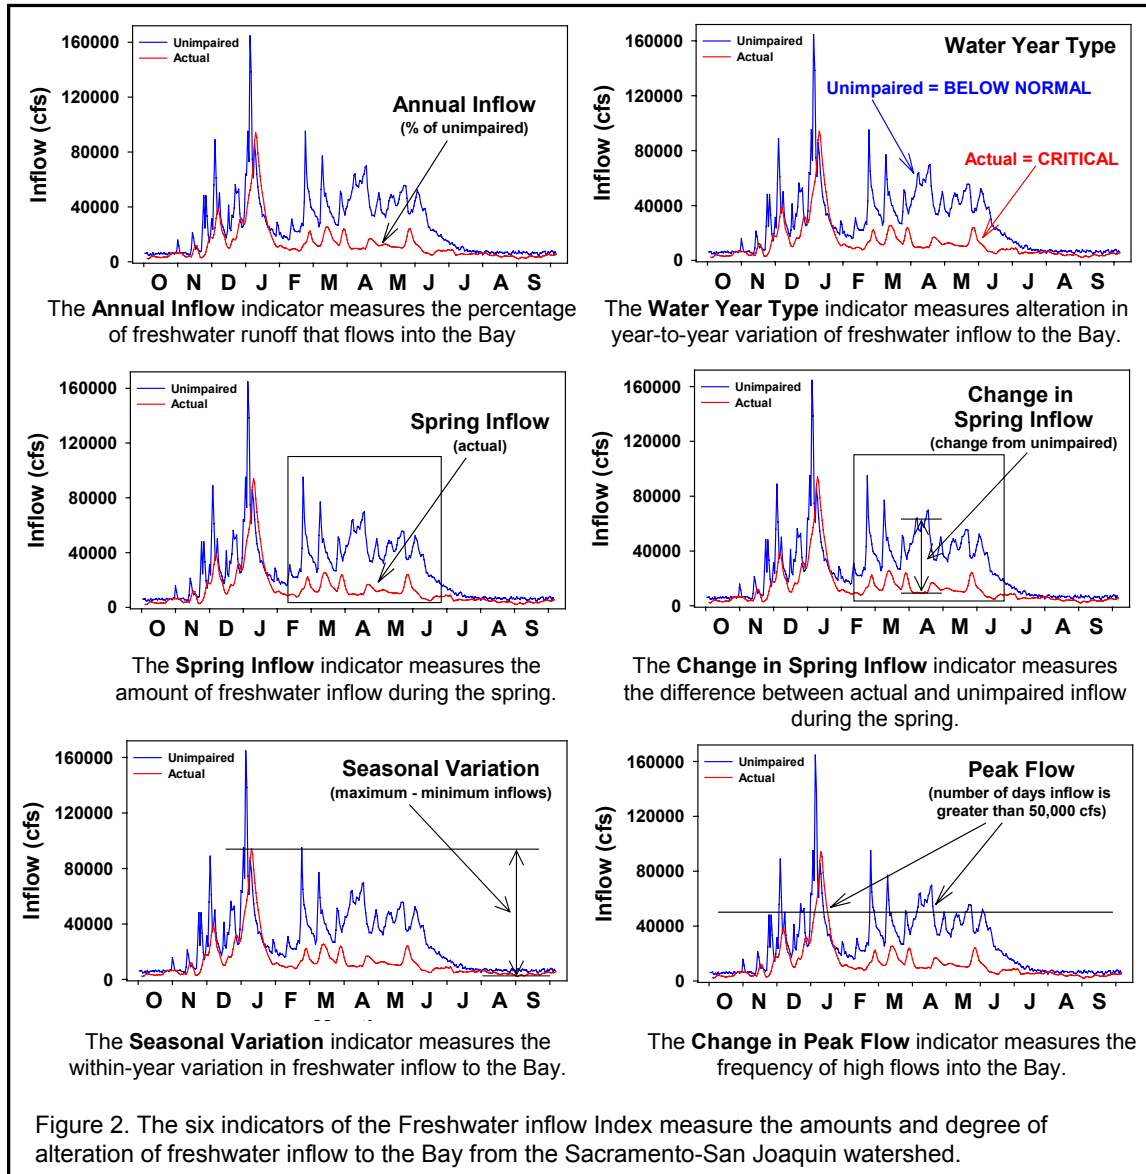 160000
120000
80000
40000
0
Inflow (cfs)
Unimpaired
Actual
Annual Inflow
(% of unimpaired)
O N D J F M A M J J A S
The Annual Inflow indicator measures the percentage
of freshwater runoff that flows into the Bay
160000
120000
80000
40000
0
Inflow (cfs)
Unimpaired
Actual
Water Year Type
Unimpaired = BELOW NORMAL
Actual = CRITICAL
O N D J F M A M J J A S
The Water Year Type indicator measures alteration in
year-to-year variation of freshwater inflow to the Bay.
160000
120000
80000
40000
0
Inflow (cfs)
Unimpaired
Actual
Spring Inflow
(actual)
O N D J F M A M J J A S
The Spring Inflow indicator measures the
amount of freshwater inflow during the spring.
160000
120000
80000
40000
0
Inflow (cfs)
Unimpaired
Actual
Change in
Spring Inflow
(change from unimpaired)
O N D J F M A M J J A S
The Change in Spring Inflow indicator measures
the difference between actual and unimpaired inflow
during the spring.
160000
120000
80000
40000
0
Inflow (cfs)
Unimpaired
Actual
Seasonal Variation
(maximum - minimum inflows)
O N D J F M A M J J A S
The Seasonal Variation indicator measures the
within-year variation in freshwater inflow to the Bay.
160000
120000
80000
40000
0
Inflow (cfs)
Unimpaired
Actual
Peak Flow
(number of days inflow is
greater than 50,000 cfs)
O N D J F M A M J J A S
The Change in Peak Flow indicator measures the
frequency of high flows into the Bay.
Figure 2. The six indicators of the Freshwater inflow Index measure the amounts and degree of
alteration of freshwater inflow to the Bay from the Sacramento-San Joaquin watershed.